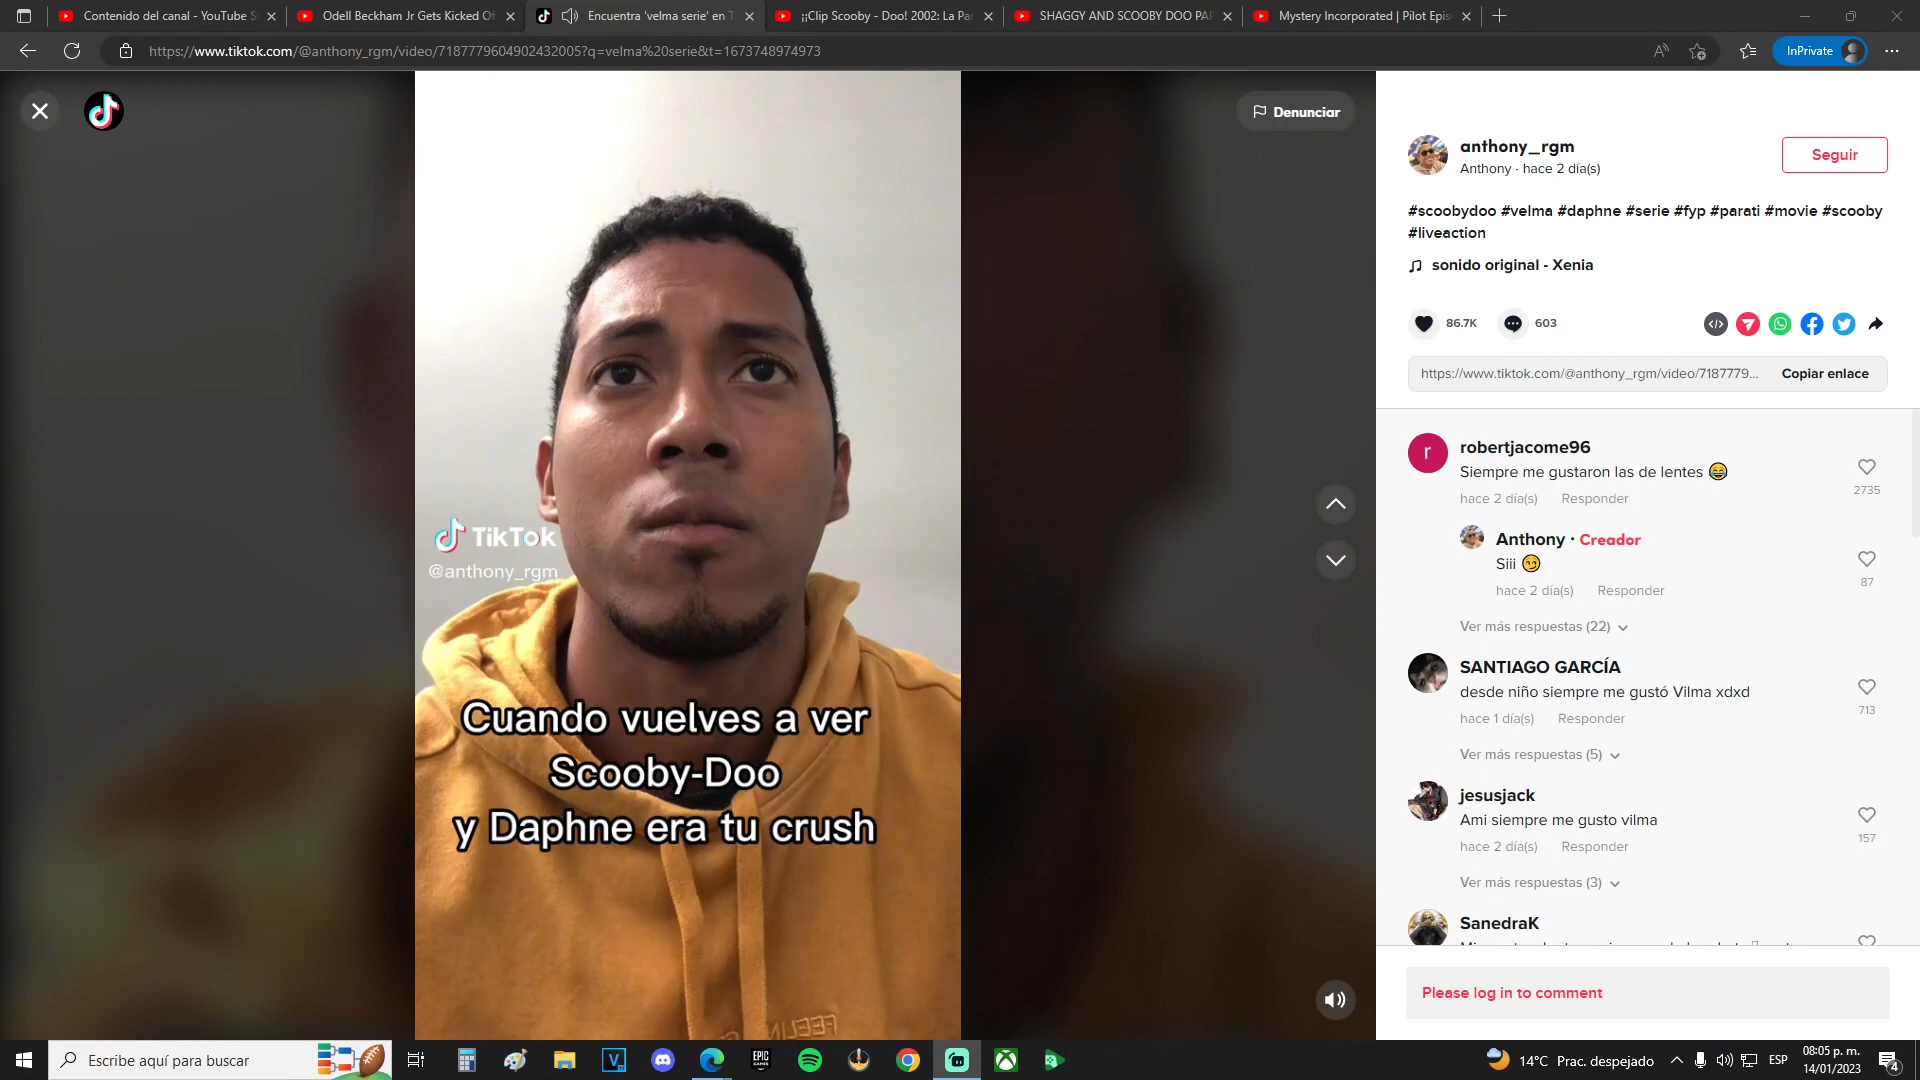 Contenido del canal - YouTube S
Odell Beckham Jr Gets Kicked Of
Encuentra 'velma serie' en T
¡¡Clip Scooby - Doo! 2002: La Par
SHAGGY AND SCOOBY DOO PAR
Mystery Incorporated | Pilot Epis
https://www.tiktok.com/@anthony_rgm/video/7187779604902432005?q=velma%20serie&t=1673748974973
InPrivate
Denunciar
anthony_rgm
Anthony · hace 2 día(s)
Seguir
#scoobydoo #velma #daphne #serie #fyp #parati #movie #scooby
#liveaction
sonido original - Xenia
86.7K
603
https://www.tiktok.com/@anthony_rgm/video/7187779...
Copiar enlace
TikTok
@anthony_rgm
Cuando vuelves a ver
Scooby-Doo
y Daphne era tu crush
robertjacome96
Siempre me gustaron las de lentes 😂
hace 2 día(s) Responder
2735
Anthony · Creador
Siii 😏
hace 2 día(s) Responder
87
Ver más respuestas (22)
SANTIAGO GARCÍA
desde niño siempre me gustó Vilma xdxd
hace 1 día(s) Responder
713
Ver más respuestas (5)
jesusjack
Ami siempre me gusto vilma
hace 2 día(s) Responder
157
Ver más respuestas (3)
SanedraK
Please log in to comment
Escribe aquí para buscar
EPIC GAMES
14°C Prac. despejado
ESP
08:05 p. m.
14/01/2023
4